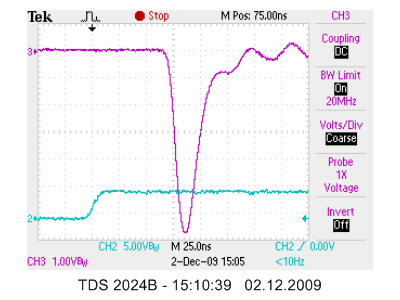 Tek Stop M Pos: 75.00ns CH3
Coupling
DC
BW Limit
On
20MHz
Volts/Div
Coarse
Probe
1X
Voltage
Invert
Off
3
2
CH2 5.00VBw M 25.0ns CH2 / 0.00V
CH3 1.00VBw 2-Dec-09 15:05 <10Hz
TDS 2024B - 15:10:39 02.12.2009